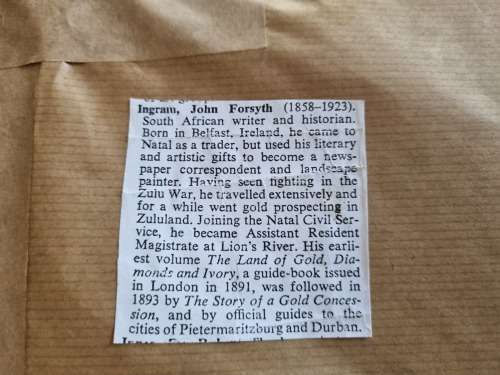 Ingram, John Forsyth (1858–1923).
South African writer and historian.
Born in Belfast, Ireland, he came to
Natal as a trader, but used his literary
and artistic gifts to become a news-
paper correspondent and landscape
painter. Having seen fighting in the
Zulu War, he travelled extensively and
for a while went gold prospecting in
Zululand. Joining the Natal Civil Ser-
vice, he became Assistant Resident
Magistrate at Lion's River. His earli-
est volume The Land of Gold, Dia-
monds and Ivory, a guide-book issued
in London in 1891, was followed in
1893 by The Story of a Gold Conces-
sion, and by official guides to the
cities of Pietermaritzburg and Durban.